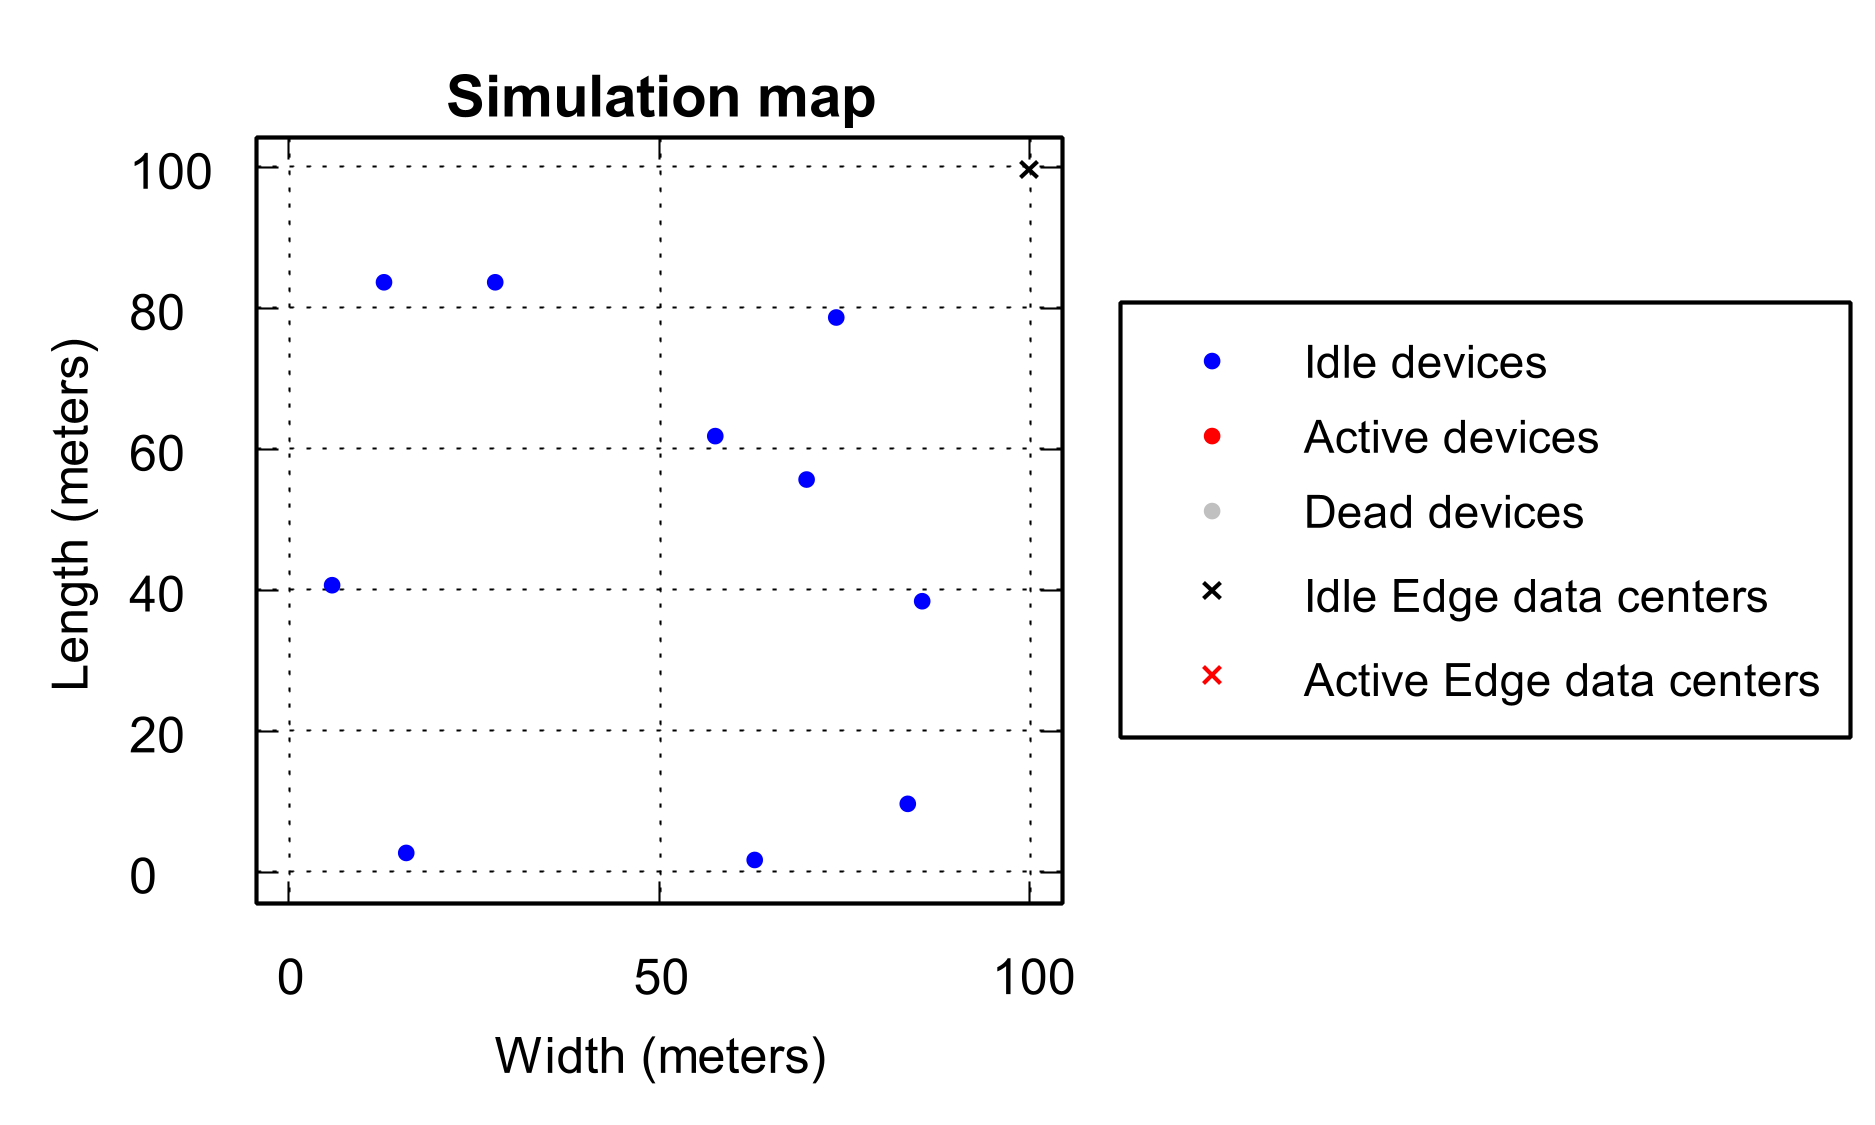 Simulation map
100
80
60
40
20
0
Length (meters)
0 50 100
Width (meters)
Idle devices
Active devices
Dead devices
Idle Edge data centers
Active Edge data centers